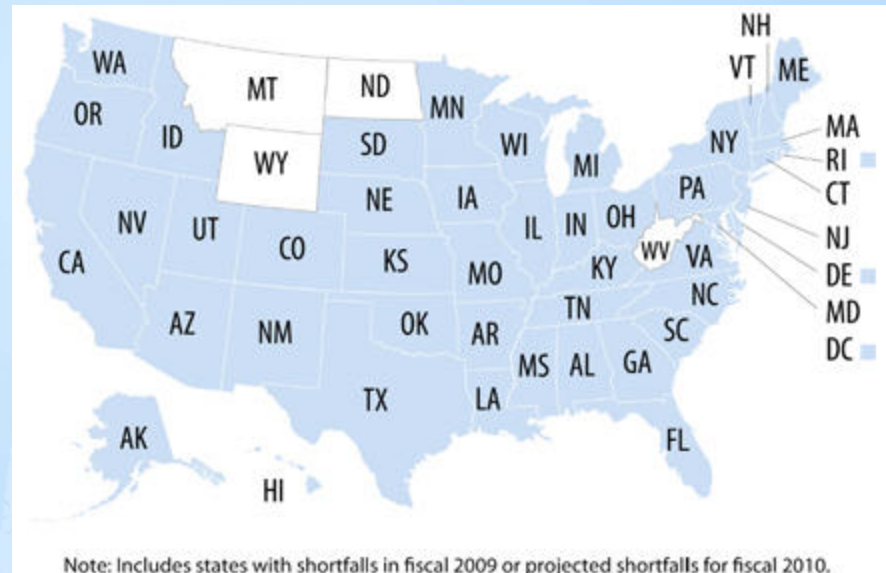 NH
WA
VT
ME
MT
ND
MN
OR
MA
ID
SD
WI
NY
RI
WY
MI
CT
PA
NE
IA
NV
OH
UT
IL
IN
NJ
CO
WV
VA
CA
KS
MO
KY
DE
NC
MD
TN
AZ
NM
OK
AR
SC
DC
MS
AL
GA
TX
LA
AK
FL
HI
Note: Includes states with shortfalls in fiscal 2009 or projected shortfalls for fiscal 2010.